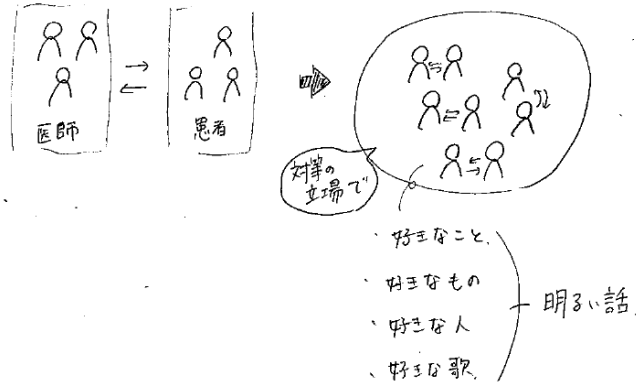 医師
患者
対等の
立場で
・好きなこと
・好きなもの
・好きな人
・好きな歌
明るい話